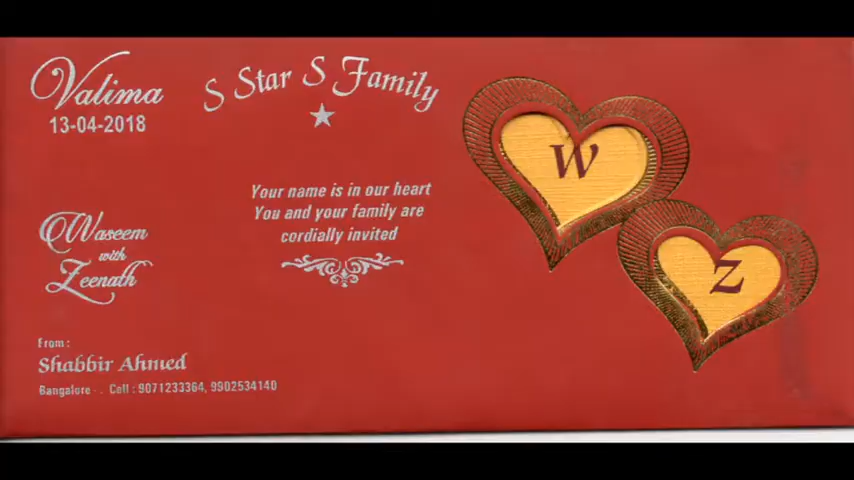 Valima
13-04-2018
S Star S Family
Your name is in our heart
You and your family are
cordially invited
Waseem
with
Zeenath
From :
Shabbir Ahmed
Bangalore - . Cell : 9071233364, 9902534140
W
Z